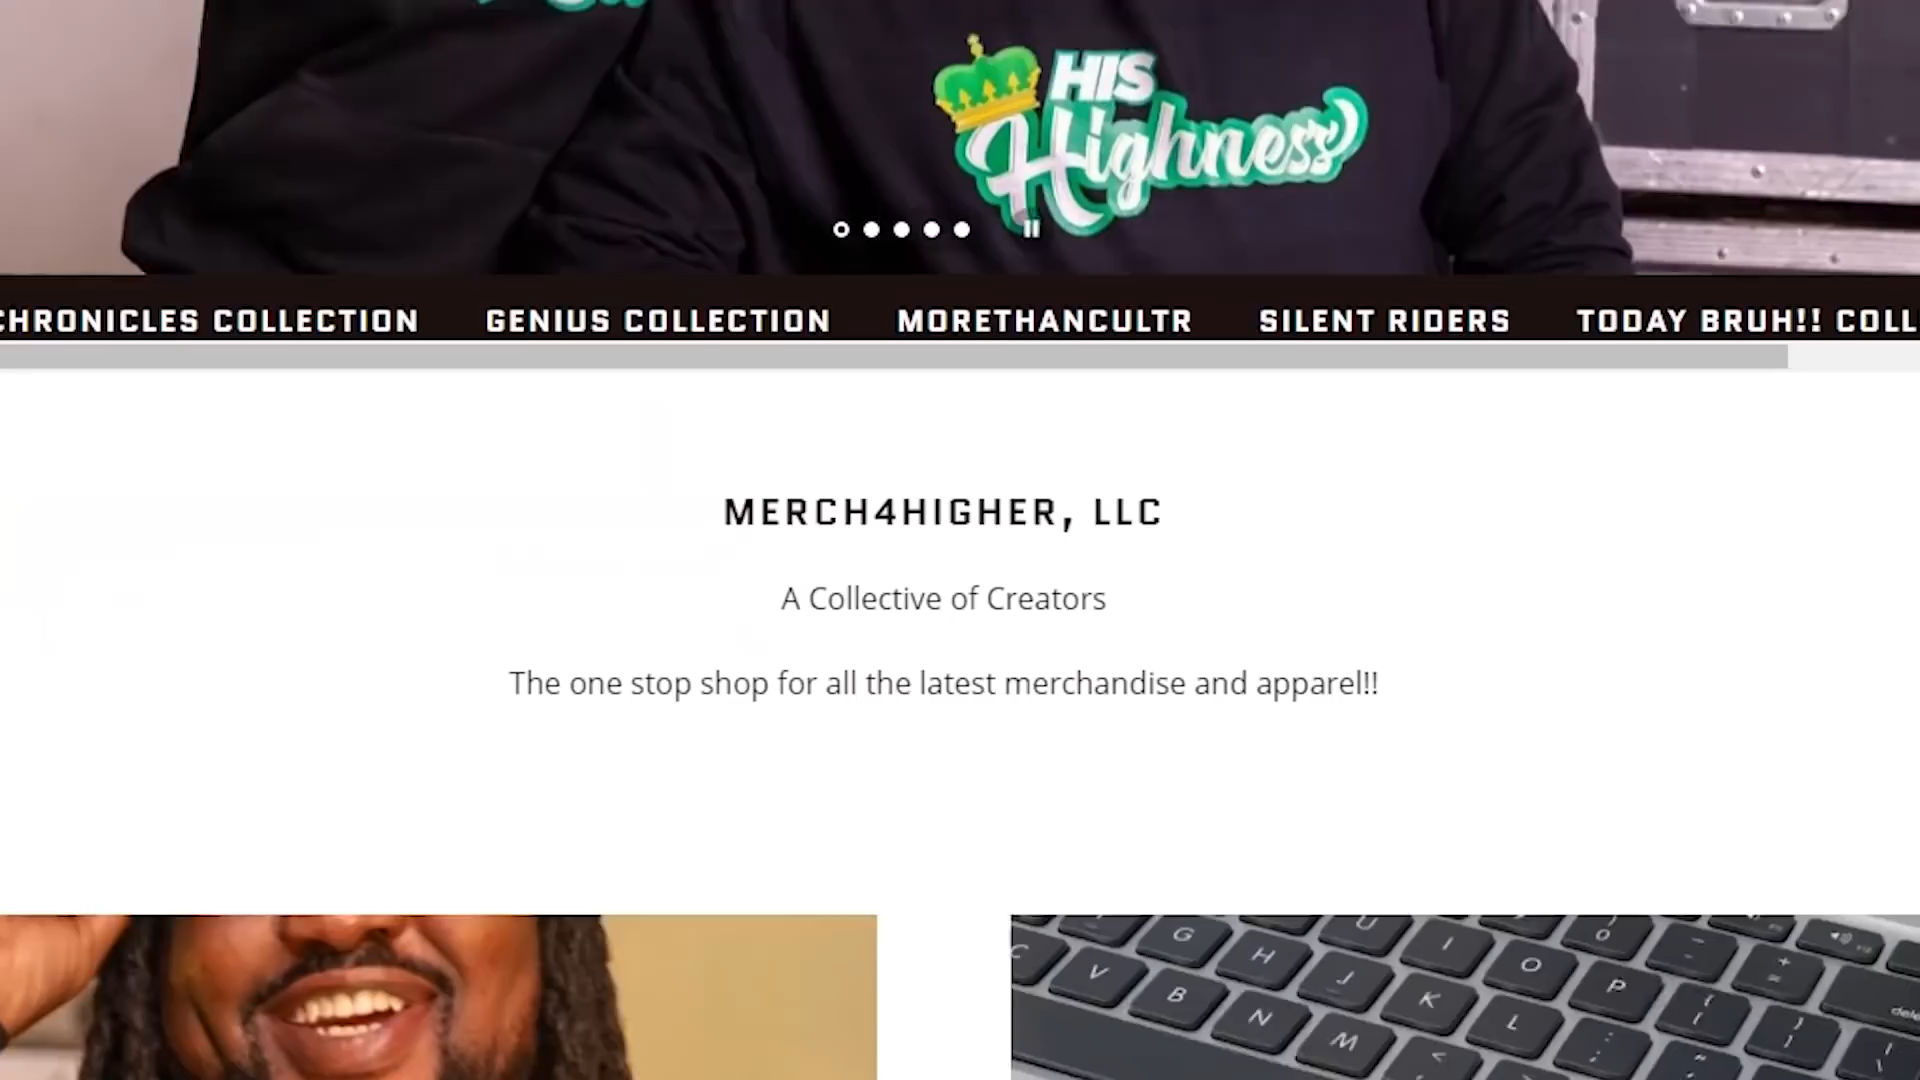 HIS
Highness
CHRONICLES COLLECTION GENIUS COLLECTION MORETHANCULTR SILENT RIDERS TODAY BRUH!! COLL
MERCH4HIGHER, LLC
A Collective of Creators
The one stop shop for all the latest merchandise and apparel!!
G H J K L
C V B N M
U I O P